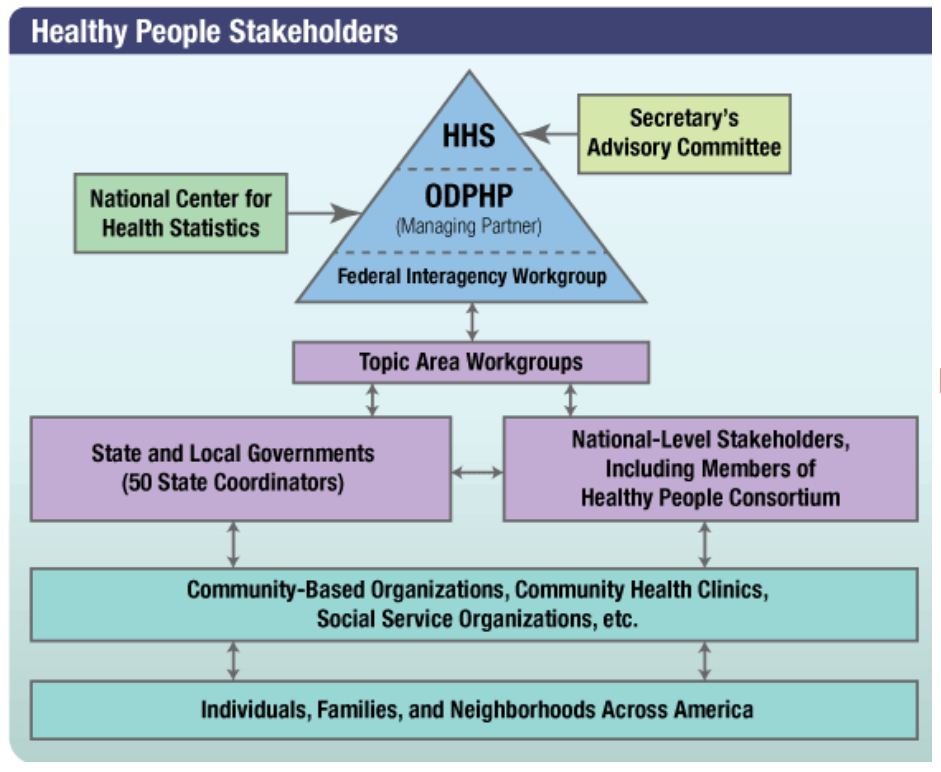 Healthy People Stakeholders
HHS
Secretary's
Advisory Committee
National Center for
Health Statistics
ODPHP
(Managing Partner)
Federal Interagency Workgroup
Topic Area Workgroups
State and Local Governments
(50 State Coordinators)
National-Level Stakeholders,
Including Members of
Healthy People Consortium
Community-Based Organizations, Community Health Clinics,
Social Service Organizations, etc.
Individuals, Families, and Neighborhoods Across America